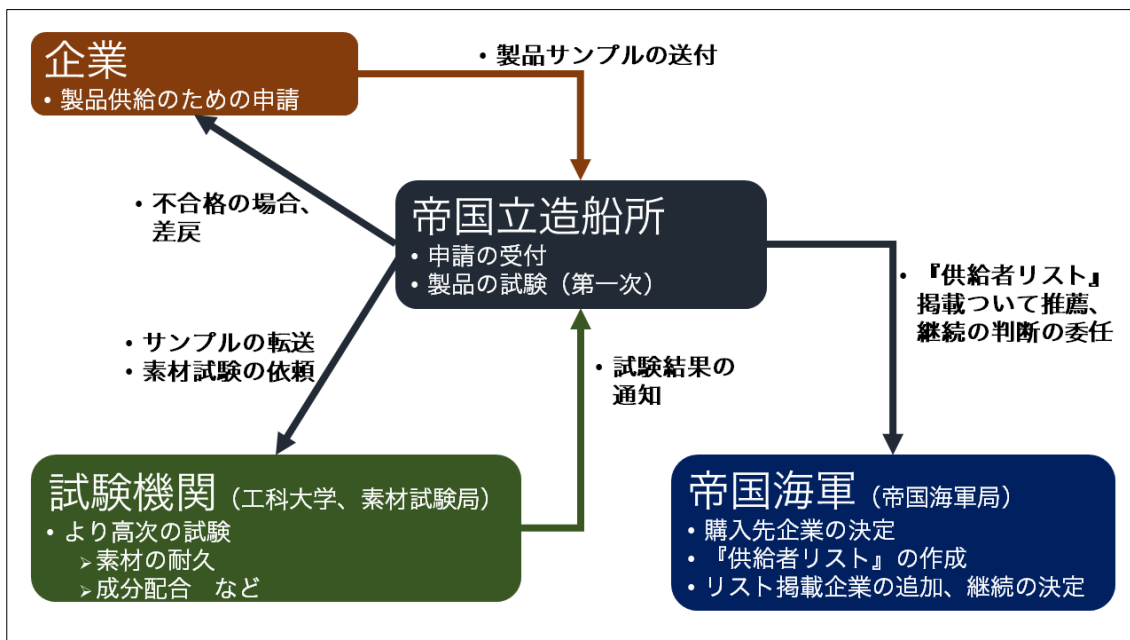 企業
• 製品供給のための申請
• 製品サンプルの送付
• 不合格の場合、
差戻
帝国立造船所
• 申請の受付
• 製品の試験（第一次）
• 『供給者リスト』
掲載ついて推薦、
継続の判断の委任
• サンプルの転送
• 素材試験の依頼
• 試験結果の
通知
試験機関（工科大学、素材試験局）
• より高次の試験
➢素材の耐久
➢成分配合　など
帝国海軍（帝国海軍局）
• 購入先企業の決定
• 『供給者リスト』の作成
• リスト掲載企業の追加、継続の決定